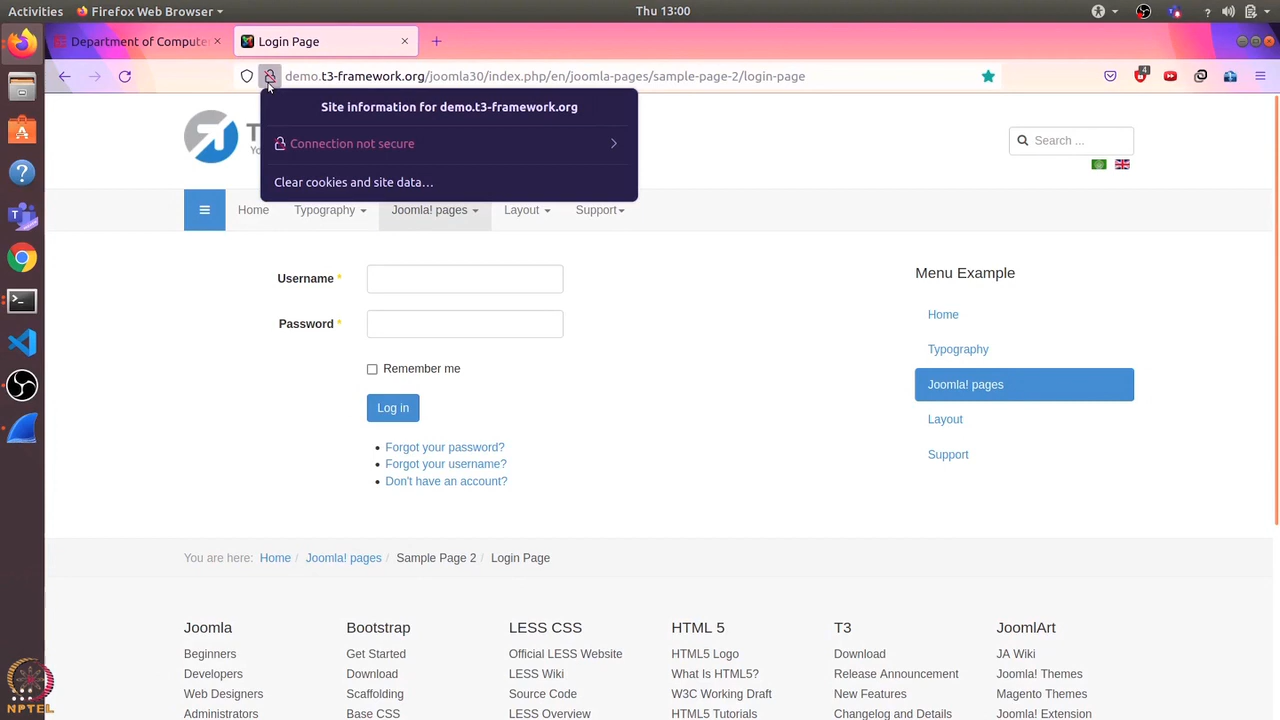 Activities Firefox Web Browser Thu 13:00
Department of Compute Login Page
demo.t3-framework.org/joomla30/index.php/en/joomla-pages/sample-page-2/login-page
4
Site information for demo.t3-framework.org
Connection not secure
Clear cookies and site data…
T
Yo
Search ...
Home Typography Joomla! pages Layout Support
Username *
Password *
Remember me
Log in
Forgot your password?
Forgot your username?
Don't have an account?
Menu Example
Home
Typography
Joomla! pages
Layout
Support
You are here: Home / Joomla! pages / Sample Page 2 / Login Page
Joomla Bootstrap LESS CSS HTML 5 T3 JoomlArt
Beginners Get Started Official LESS Website HTML5 Logo Download JA Wiki
Developers Download LESS Wiki What Is HTML5? Release Announcement Joomla! Themes
Web Designers Scaffolding Source Code W3C Working Draft New Features Magento Themes
Administrators Base CSS LESS Overview HTML5 Tutorials Changelog and Details Joomla! Extension
NPTEL